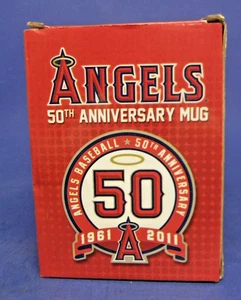 ANGELS
50TH ANNIVERSARY MUG
ANGELS BASEBALL ★ 50TH ANNIVERSARY
50
1961 A 2011